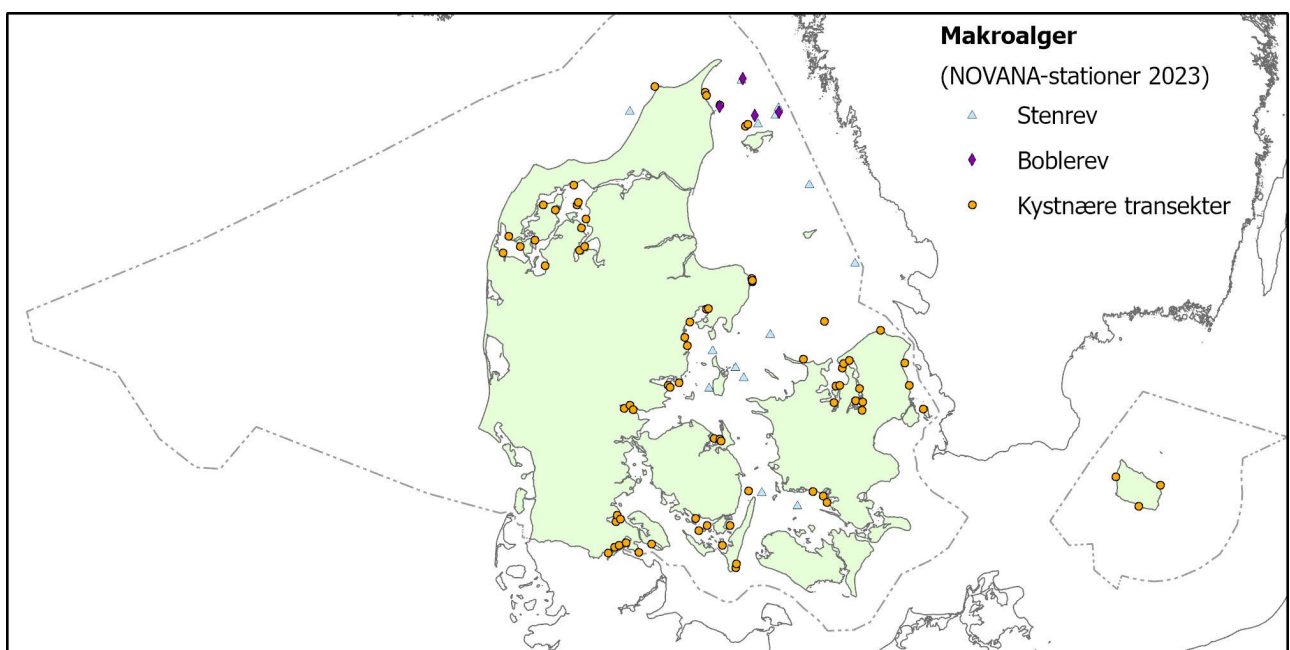 Makroalger
(NOVANA-stationer 2023)
Stenrev
Boblerev
Kystnære transekter